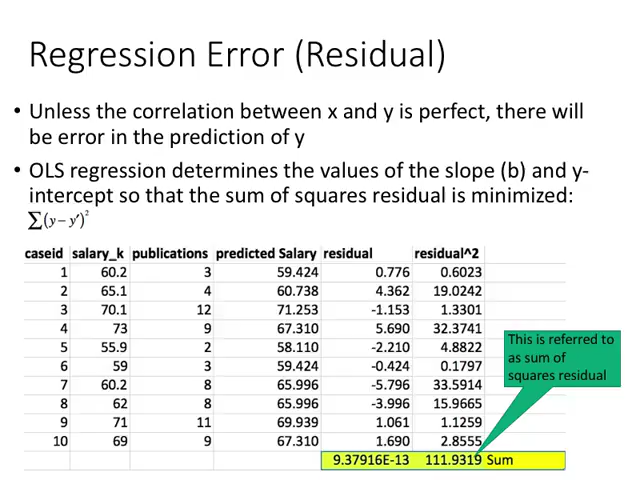 Regression Error (Residual)
• Unless the correlation between x and y is perfect, there will
be error in the prediction of y
• OLS regression determines the values of the slope (b) and y-
intercept so that the sum of squares residual is minimized:
∑(y − y′)²
caseid salary_k publications predicted Salary residual residual^2
1 60.2 3 59.424 0.776 0.6023
2 65.1 4 60.738 4.362 19.0242
3 70.1 12 71.253 -1.153 1.3301
4 73 9 67.310 5.690 32.3741
5 55.9 2 58.110 -2.210 4.8822
6 59 3 59.424 -0.424 0.1797
7 60.2 8 65.996 -5.796 33.5914
8 62 8 65.996 -3.996 15.9665
9 71 11 69.939 1.061 1.1259
10 69 9 67.310 1.690 2.8555
9.37916E-13 111.9319 Sum
This is referred to
as sum of
squares residual